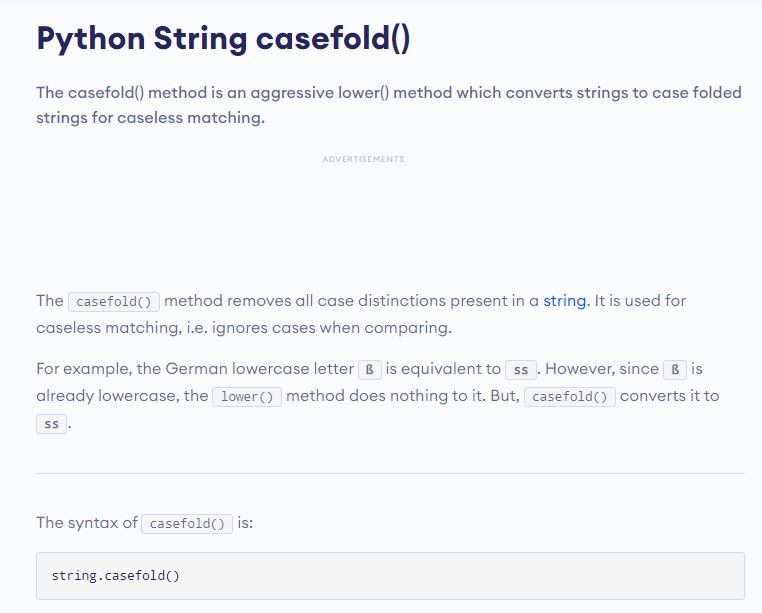 Python String casefold()
The casefold() method is an aggressive lower() method which converts strings to case folded
strings for caseless matching.
ADVERTISEMENTS
The casefold() method removes all case distinctions present in a string. It is used for
caseless matching, i.e. ignores cases when comparing.
For example, the German lowercase letter ß is equivalent to ss. However, since ß is
already lowercase, the lower() method does nothing to it. But, casefold() converts it to
ss.
The syntax of casefold() is:
string.casefold()